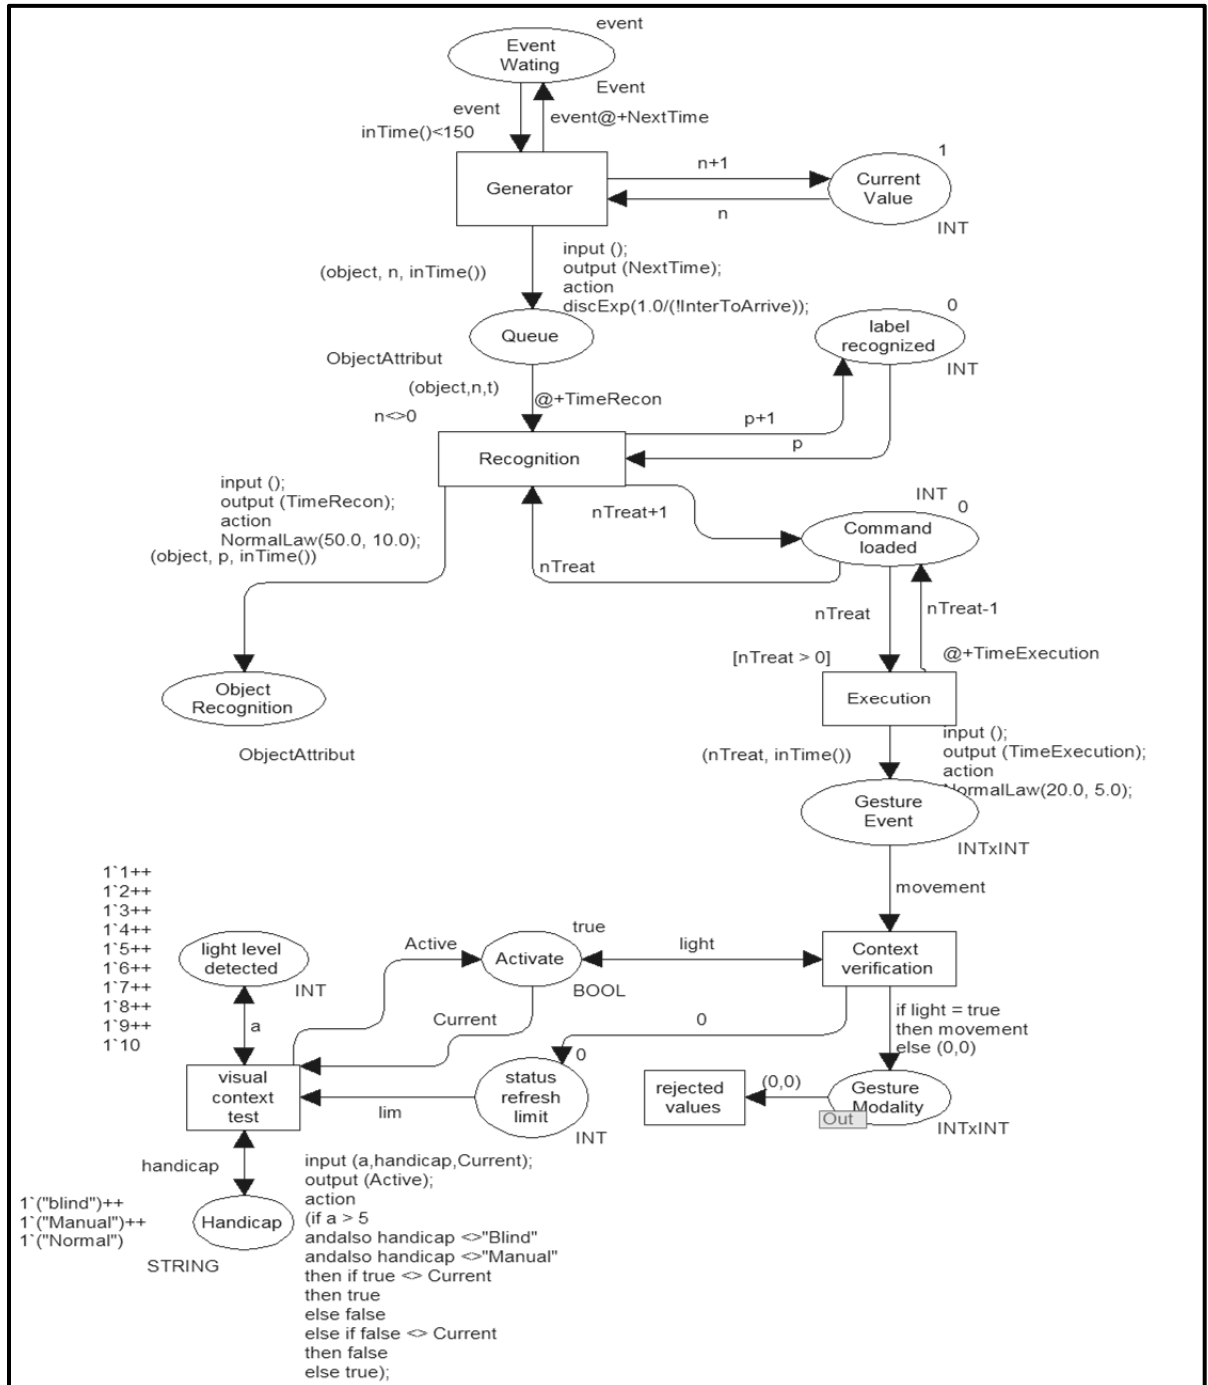 event
Event
Wating
Event
event
event@+NextTime
inTime()<150
Generator
n+1
n
1
Current
Value
INT
(object, n, inTime())
input ();
output (NextTime);
action
discExp(1.0/(!InterToArrive));
Queue
ObjectAttribut
0
label
recognized
INT
(object,n,t)
@+TimeRecon
n<>0
p+1
p
Recognition
input ();
output (TimeRecon);
action
NormalLaw(50.0, 10.0);
(object, p, inTime())
nTreat+1
nTreat
INT
0
Command
loaded
nTreat
nTreat-1
[nTreat > 0]
@+TimeExecution
Object
Recognition
ObjectAttribut
Execution
input ();
output (TimeExecution);
action
NormalLaw(20.0, 5.0);
(nTreat, inTime())
Gesture
Event
INTxINT
movement
1`1++
1`2++
1`3++
1`4++
1`5++
1`6++
1`7++
1`8++
1`9++
1`10
light level
detected
INT
a
Active
true
Activate
BOOL
light
Context
verification
Current
0
if light = true
then movement
else (0,0)
visual
context
test
lim
0
status
refresh
limit
INT
rejected
values
(0,0)
Gesture
Modality
Out
INTxINT
handicap
1`("blind")++
1`("Manual")++
1`("Normal")
Handicap
STRING
input (a,handicap,Current);
output (Active);
action
(if a > 5
andalso handicap <>"Blind"
andalso handicap <>"Manual"
then if true <> Current
then true
else false
else if false <> Current
then false
else true);